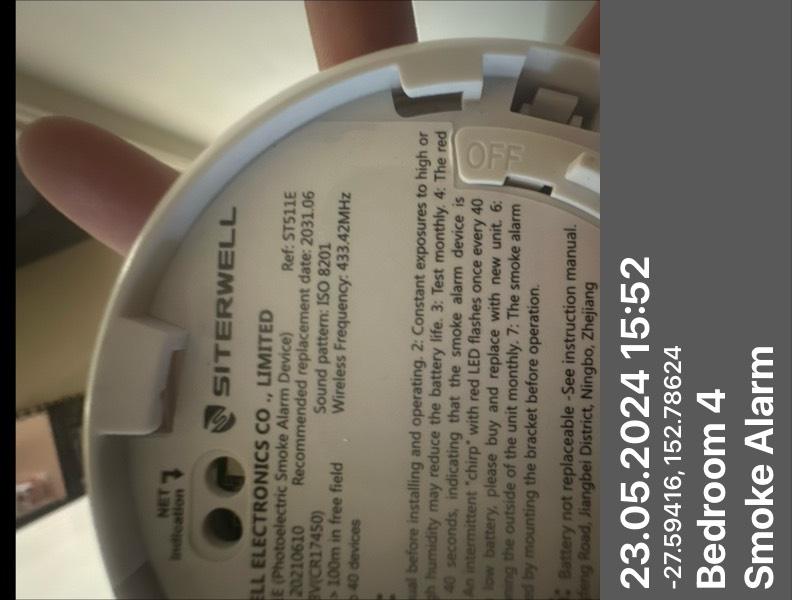 NET
indication
SITERWELL
ELL ELECTRONICS CO ., LIMITED
E (Photoelectric Smoke Alarm Device)
Ref: ST511E
20210610
Recommended replacement date: 2031.06
V(CR17450)
Sound pattern: ISO 8201
> 100m in free field
Wireless Frequency: 433.42MHz
40 devices
OFF
before installing and operating. 2: Constant exposures to high or
humidity may reduce the battery life. 3: Test monthly. 4: The red
40 seconds, indicating that the smoke alarm device is
An intermittent "chirp" with red LED flashes once every 40
low battery, please buy and replace with new unit. 6:
the outside of the unit monthly. 7: The smoke alarm
by mounting the bracket before operation.
Battery not replaceable -See instruction manual.
Road, Jiangbei District, Ningbo, Zhejiang
23.05.2024 15:52
-27.59416, 152.78624
Bedroom 4
Smoke Alarm